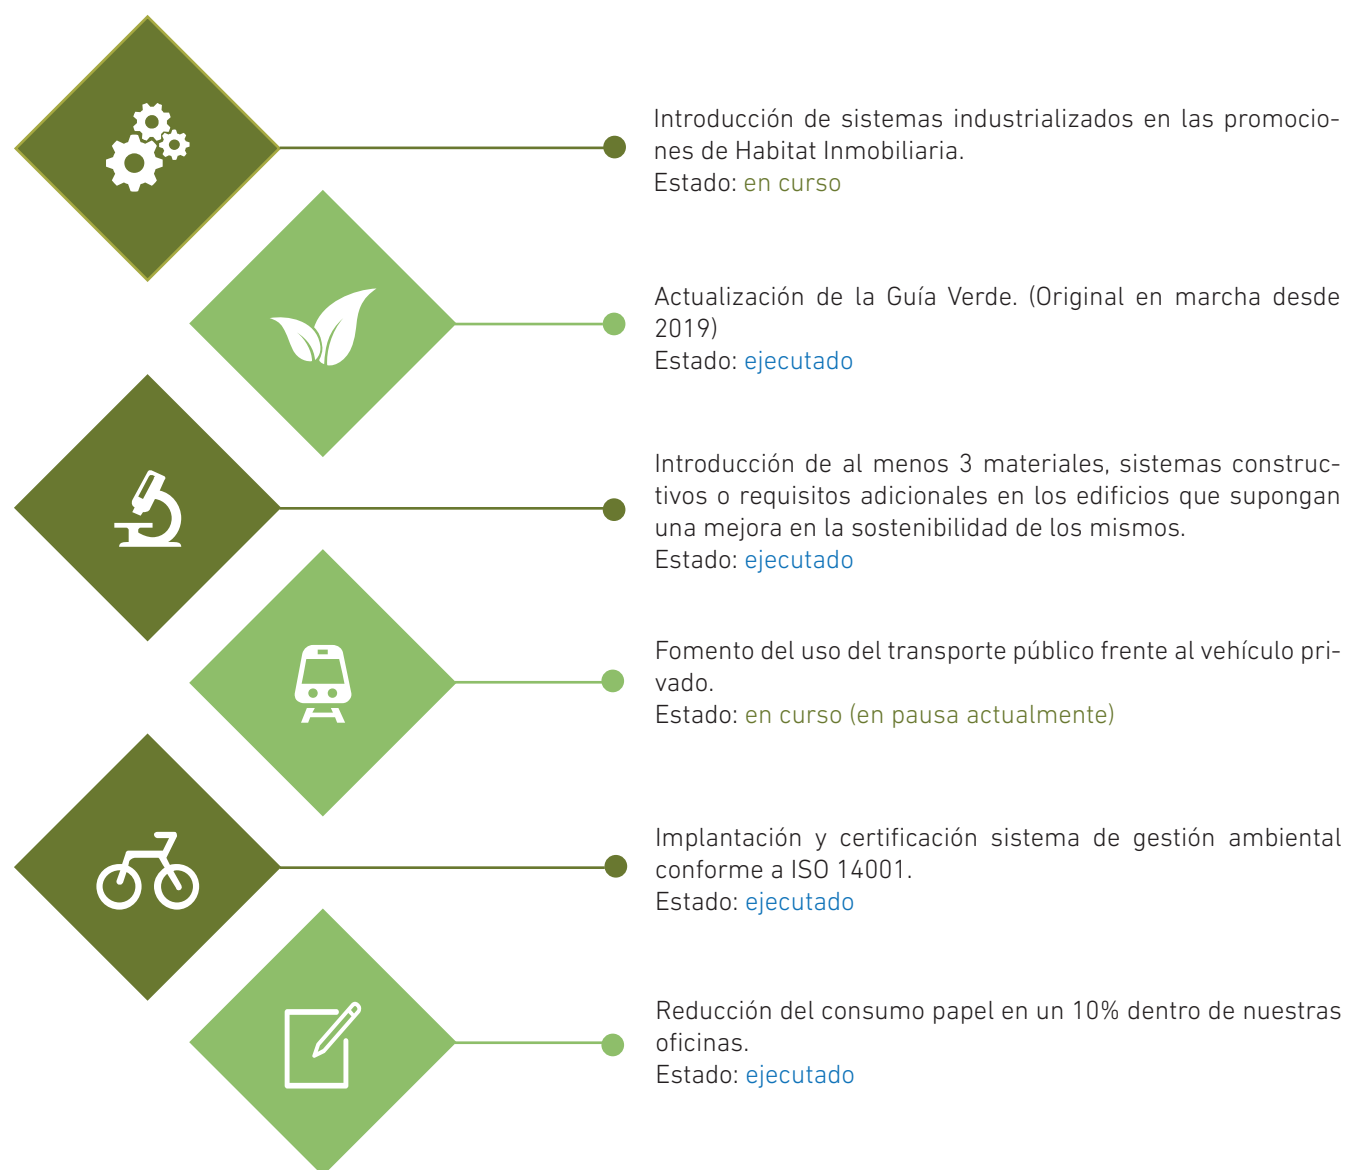 Introducción de sistemas industrializados en las promocio-
nes de Habitat Inmobiliaria.
Estado: en curso
Actualización de la Guía Verde. (Original en marcha desde
2019)
Estado: ejecutado
Introducción de al menos 3 materiales, sistemas construc-
tivos o requisitos adicionales en los edificios que supongan
una mejora en la sostenibilidad de los mismos.
Estado: ejecutado
Fomento del uso del transporte público frente al vehículo pri-
vado.
Estado: en curso (en pausa actualmente)
Implantación y certificación sistema de gestión ambiental
conforme a ISO 14001.
Estado: ejecutado
Reducción del consumo papel en un 10% dentro de nuestras
oficinas.
Estado: ejecutado